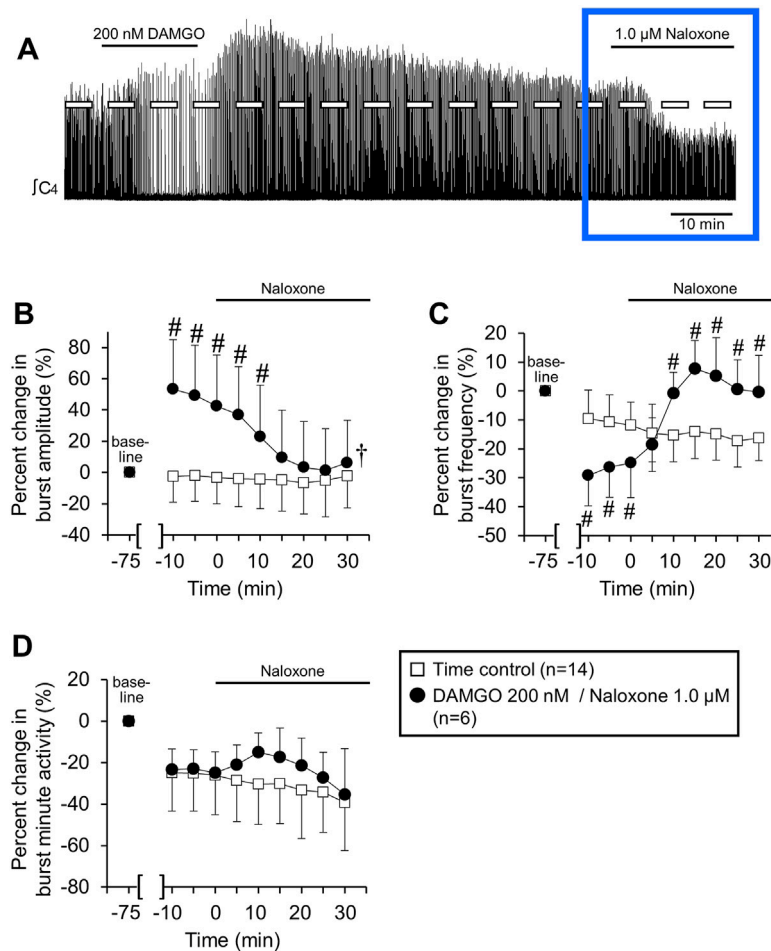 200 nM DAMGO
1.0 µM Naloxone
A
∫C4
10 min
B
Naloxone
Percent change in
burst amplitude (%)
80
60
40
20
0
-20
-40
base-
line
# # # # #
†
-75
-10 0 10 20 30
Time (min)
C
Naloxone
Percent change in
burst frequency (%)
20
10
0
-10
-20
-30
-40
-50
base-
line
# # # # #
# # #
-75
-10 0 10 20 30
Time (min)
D
Naloxone
Percent change in
burst minute activity (%)
20
0
-20
-40
-60
-80
base-
line
-75
-10 0 10 20 30
Time (min)
Time control (n=14)
DAMGO 200 nM / Naloxone 1.0 µM
(n=6)